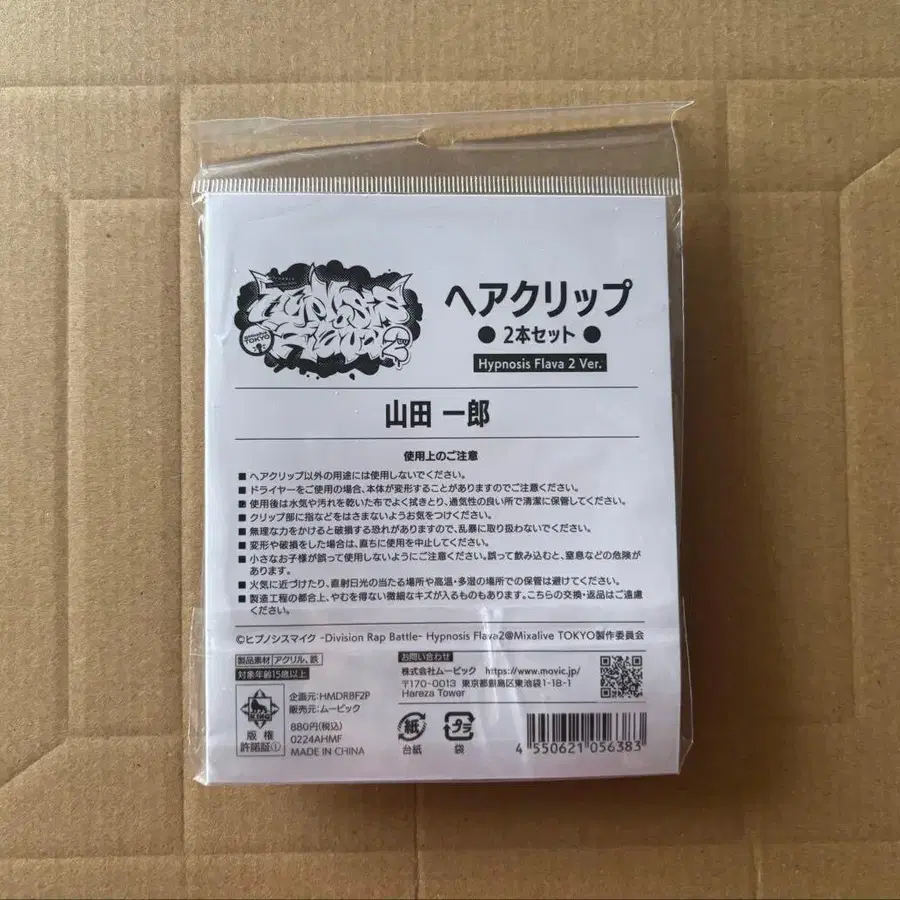 Hypnosis
Flava 2
TOKYO
ヘアクリップ
● 2本セット ●
Hypnosis Flava 2 Ver.
山田 一郎
使用上のご注意
■ ヘアクリップ以外の用途には使用しないでください。
■ ドライヤーをご使用の場合、本体が変形することがありますのでご注意ください。
■ 使用後は水気や汚れを乾いた布でよく拭きとり、通気性の良い所で清潔に保管してください。
■ クリップ部に指などをはさまないようお気をつけください。
■ 無理な力をかけると破損する恐れがありますので、乱暴に取り扱わないでください。
■ 変形や破損をした場合は、直ちに使用を中止してください。
■ 小さなお子様が誤って使用しないようにご注意ください。誤って飲み込むと、窒息などの危険が
あります。
■ 火気に近づけたり、直射日光の当たる場所や高温・多湿の場所での保管は避けてください。
■ 製造工程の都合上、やむを得ない微細なキズが入るものもあります。こちらの交換・返品はご遠慮
ください。
©ヒプノシスマイク -Division Rap Battle- Hypnosis Flava2@Mixalive TOKYO製作委員会
製品素材 アクリル、鉄
対象年齢15歳以上
KING
版権
許諾証①
企画元:HMDRBF2P
販売元:ムービック
880円(税込)
0224AHMF
MADE IN CHINA
お問い合わせ
株式会社ムービック https://www.movic.jp/
〒170-0013 東京都豊島区東池袋1-18-1
Hareza Tower
紙
台紙
プラ
袋
4 550621 056383